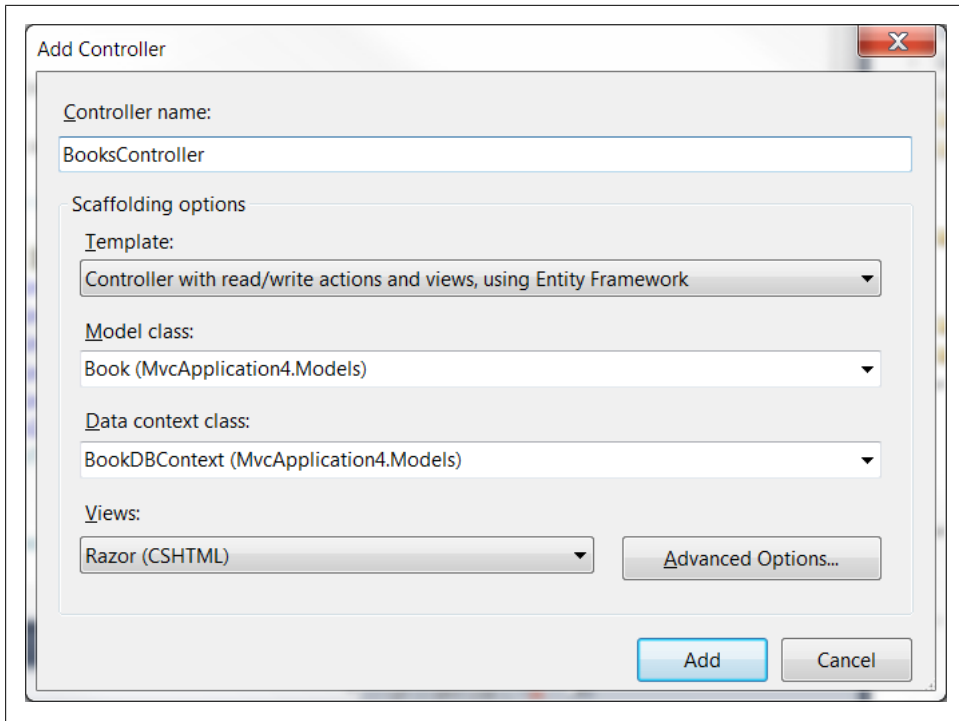 Add Controller
Controller name:
BooksController
Scaffolding options
Template:
Controller with read/write actions and views, using Entity Framework
Model class:
Book (MvcApplication4.Models)
Data context class:
BookDBContext (MvcApplication4.Models)
Views:
Razor (CSHTML)
Advanced Options...
Add
Cancel